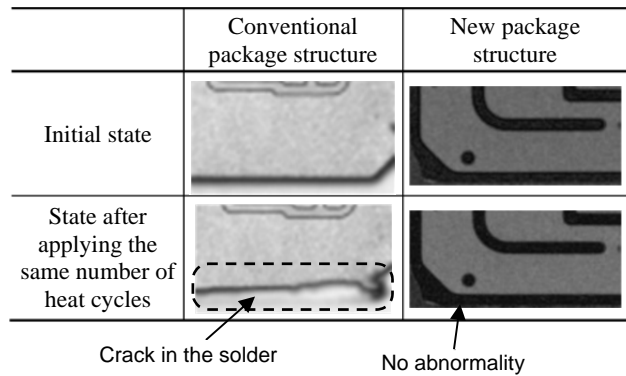 Conventional
package structure
New package
structure
Initial state
State after
applying the
same number of
heat cycles
Crack in the solder
No abnormality